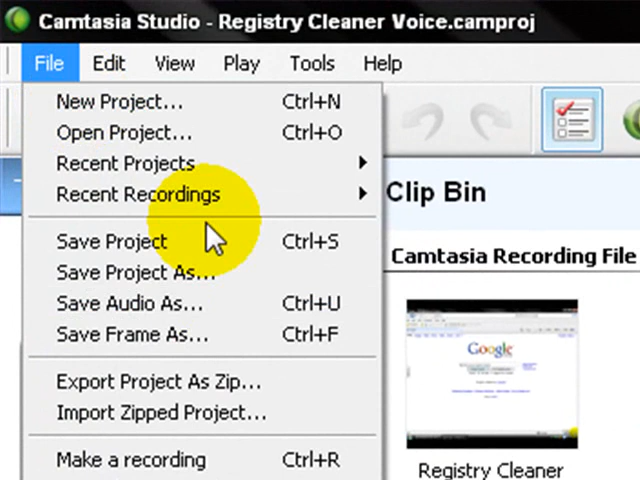 Camtasia Studio - Registry Cleaner Voice.camproj
File Edit View Play Tools Help
New Project... Ctrl+N
Open Project... Ctrl+O
Recent Projects
Recent Recordings
Clip Bin
Save Project Ctrl+S
Camtasia Recording File
Save Project As...
Save Audio As... Ctrl+U
Save Frame As... Ctrl+F
Google
Export Project As Zip...
Import Zipped Project...
Make a recording Ctrl+R
Registry Cleaner